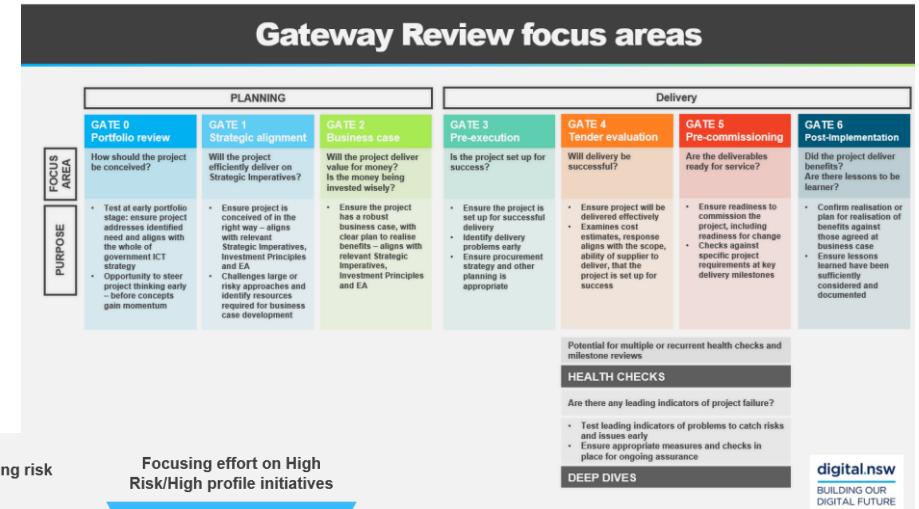 Gateway Review focus areas
PLANNING
Delivery
GATE 0
Portfolio review
GATE 1
Strategic alignment
GATE 2
Business case
GATE 3
Pre-execution
GATE 4
Tender evaluation
GATE 5
Pre-commissioning
GATE 6
Post-Implementation
FOCUS
AREA
How should the project
be conceived?
Will the project
efficiently deliver on
Strategic Imperatives?
Will the project deliver
value for money?
Is the money being
invested wisely?
Is the project set up for
success?
Will delivery be
successful?
Are the deliverables
ready for service?
Did the project deliver
benefits?
Are there lessons to be
learner?
PURPOSE
• Test at early portfolio
stage: ensure project
addresses identified
need and aligns with
the whole of
government ICT
strategy
• Opportunity to steer
project thinking early
– before concepts
gain momentum
• Ensure project is
conceived of in the
right way – aligns
with relevant
Strategic Imperatives,
Investment Principles
and EA
• Challenges large or
risky approaches and
identify resources
required for business
case development
• Ensure the project
has a robust
business case, with
clear plan to realise
benefits – aligns with
relevant Strategic
Imperatives,
Investment Principles
and EA
• Ensure the project is
set up for successful
delivery
• Identify delivery
problems early
• Ensure procurement
strategy and other
planning is
appropriate
• Ensure project will be
delivered effectively
• Examines cost
estimates, response
aligns with the scope,
ability of supplier to
deliver, that the
project is set up for
success
• Ensure readiness to
commission the
project, including
readiness for change
• Checks against
specific project
requirements at key
delivery milestones
• Confirm realisation or
plan for realisation of
benefits against
those agreed at
business case
• Ensure lessons
learned have been
sufficiently
considered and
documented
Potential for multiple or recurrent health checks and
milestone reviews
HEALTH CHECKS
Are there any leading indicators of project failure?
• Test leading indicators of problems to catch risks
and issues early
• Ensure appropriate measures and checks in
place for ongoing assurance
DEEP DIVES
ng risk
Focusing effort on High
Risk/High profile initiatives
digital.nsw
BUILDING OUR
DIGITAL FUTURE